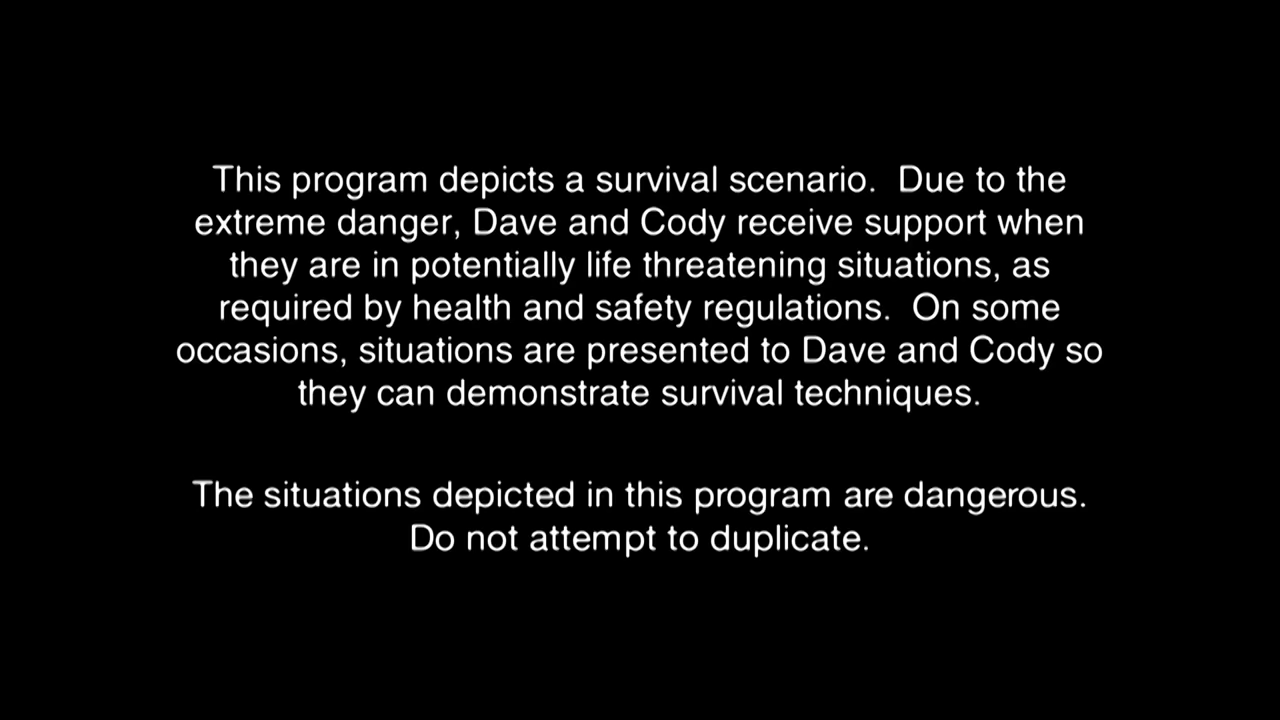 This program depicts a survival scenario.  Due to the
extreme danger, Dave and Cody receive support when
they are in potentially life threatening situations, as
required by health and safety regulations.  On some
occasions, situations are presented to Dave and Cody so
they can demonstrate survival techniques.
The situations depicted in this program are dangerous.
Do not attempt to duplicate.